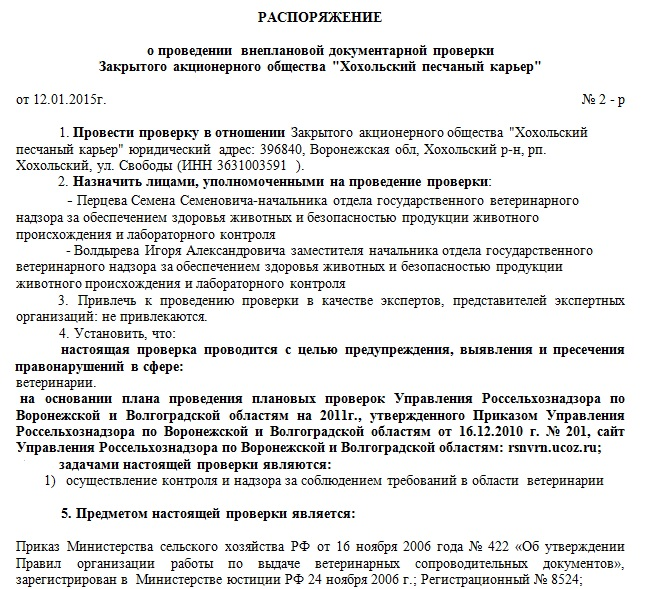 РАСПОРЯЖЕНИЕ
о проведении внеплановой документарной проверки
Закрытого акционерного общества "Хохольский песчаный карьер"
от 12.01.2015г. № 2 - р
1. Провести проверку в отношении Закрытого акционерного общества "Хохольский
песчаный карьер" юридический адрес: 396840, Воронежская обл, Хохольский р-н, рп.
Хохольский, ул. Свободы (ИНН 3631003591 ).
2. Назначить лицами, уполномоченными на проведение проверки:
- Перцева Семена Семеновича-начальника отдела государственного ветеринарного
надзора за обеспечением здоровья животных и безопасностью продукции животного
происхождения и лабораторного контроля
- Волдырева Игоря Александровича заместителя начальника отдела государственного
ветеринарного надзора за обеспечением здоровья животных и безопасностью продукции
животного происхождения и лабораторного контроля
3. Привлечь к проведению проверки в качестве экспертов, представителей экспертных
организаций: не привлекаются.
4. Установить, что:
настоящая проверка проводится с целью предупреждения, выявления и пресечения
правонарушений в сфере:
ветеринарии.
на основании плана проведения плановых проверок Управления Россельхознадзора по
Воронежской и Волгоградской областям на 2011г., утвержденного Приказом Управления
Россельхознадзора по Воронежской и Волгоградской областям от 16.12.2010 г. № 201, сайт
Управления Россельхознадзора по Воронежской и Волгоградской областям: rsnvrn.ucoz.ru;
задачами настоящей проверки являются:
1) осуществление контроля и надзора за соблюдением требований в области ветеринарии
5. Предметом настоящей проверки является:
Приказ Министерства сельского хозяйства РФ от 16 ноября 2006 года № 422 «Об утверждении
Правил организации работы по выдаче ветеринарных сопроводительных документов»,
зарегистрирован в Министерстве юстиции РФ 24 ноября 2006 г.; Регистрационный № 8524;